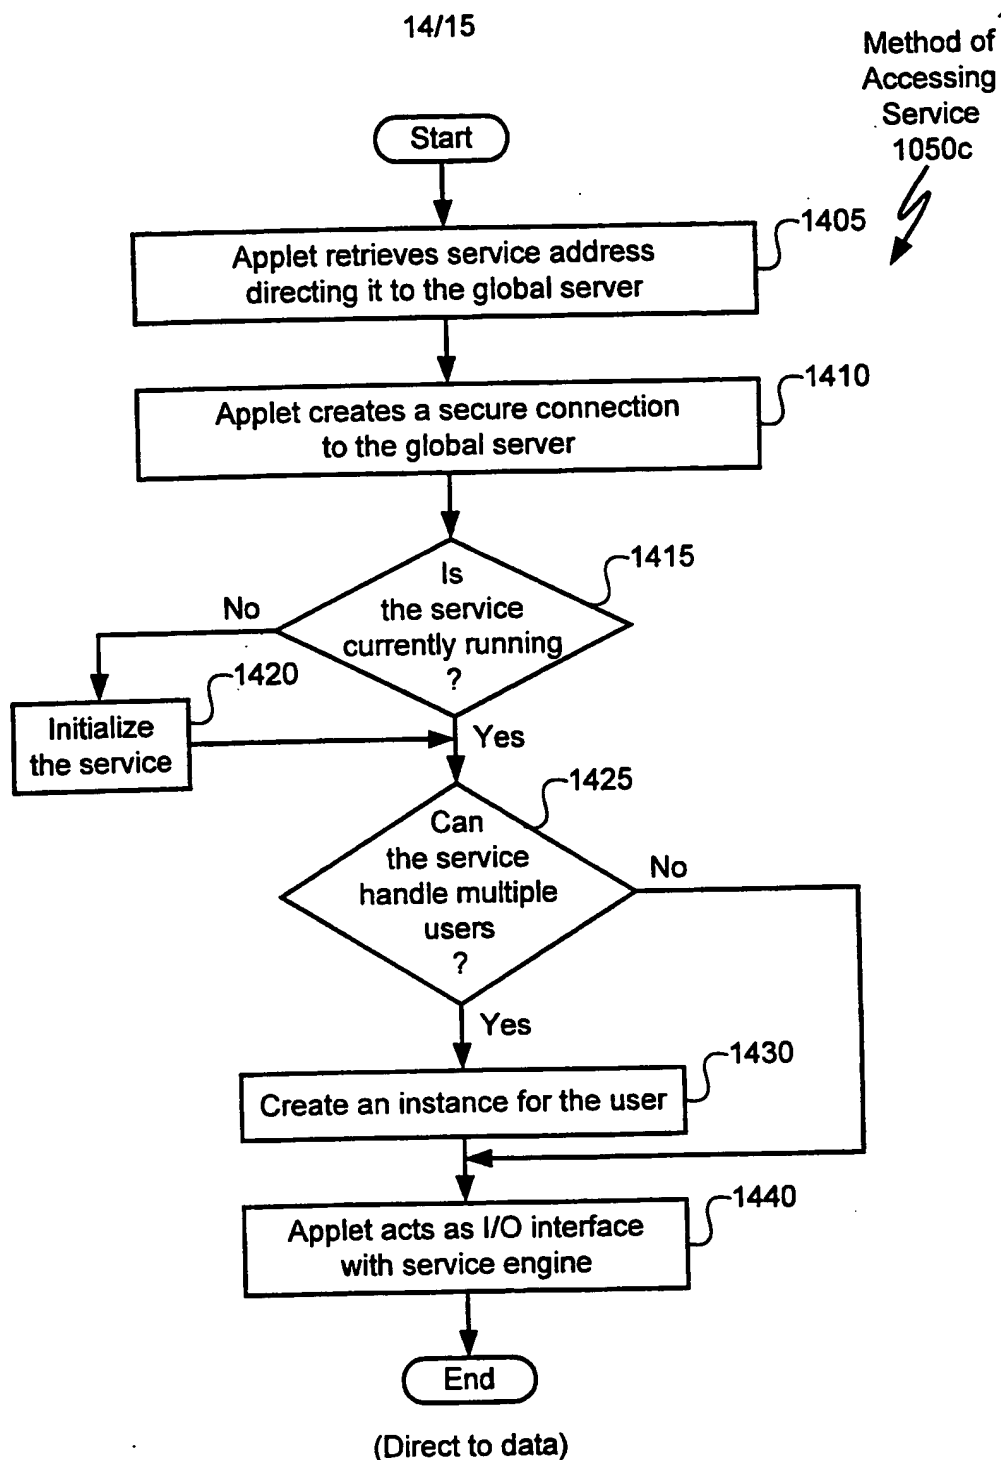 14/15
Method of
Accessing
Service
1050c
Start
1405
Applet retrieves service address
directing it to the global server
1410
Applet creates a secure connection
to the global server
1415
Is
the service
currently running
?
No
1420
Initialize
the service
Yes
1425
Can
the service
handle multiple
users
?
No
Yes
1430
Create an instance for the user
1440
Applet acts as I/O interface
with service engine
End
(Direct to data)